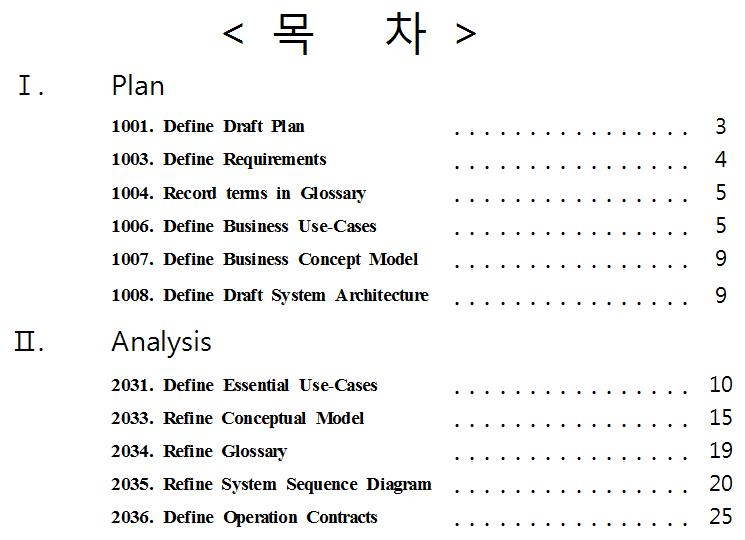 < 목 차 >
Ⅰ. Plan
1001. Define Draft Plan ................ 3
1003. Define Requirements ................ 4
1004. Record terms in Glossary ................ 5
1006. Define Business Use-Cases ................ 5
1007. Define Business Concept Model ................ 9
1008. Define Draft System Architecture ................ 9
Ⅱ. Analysis
2031. Define Essential Use-Cases ................ 10
2033. Refine Conceptual Model ................ 15
2034. Refine Glossary ................ 19
2035. Refine System Sequence Diagram ................ 20
2036. Define Operation Contracts ................ 25